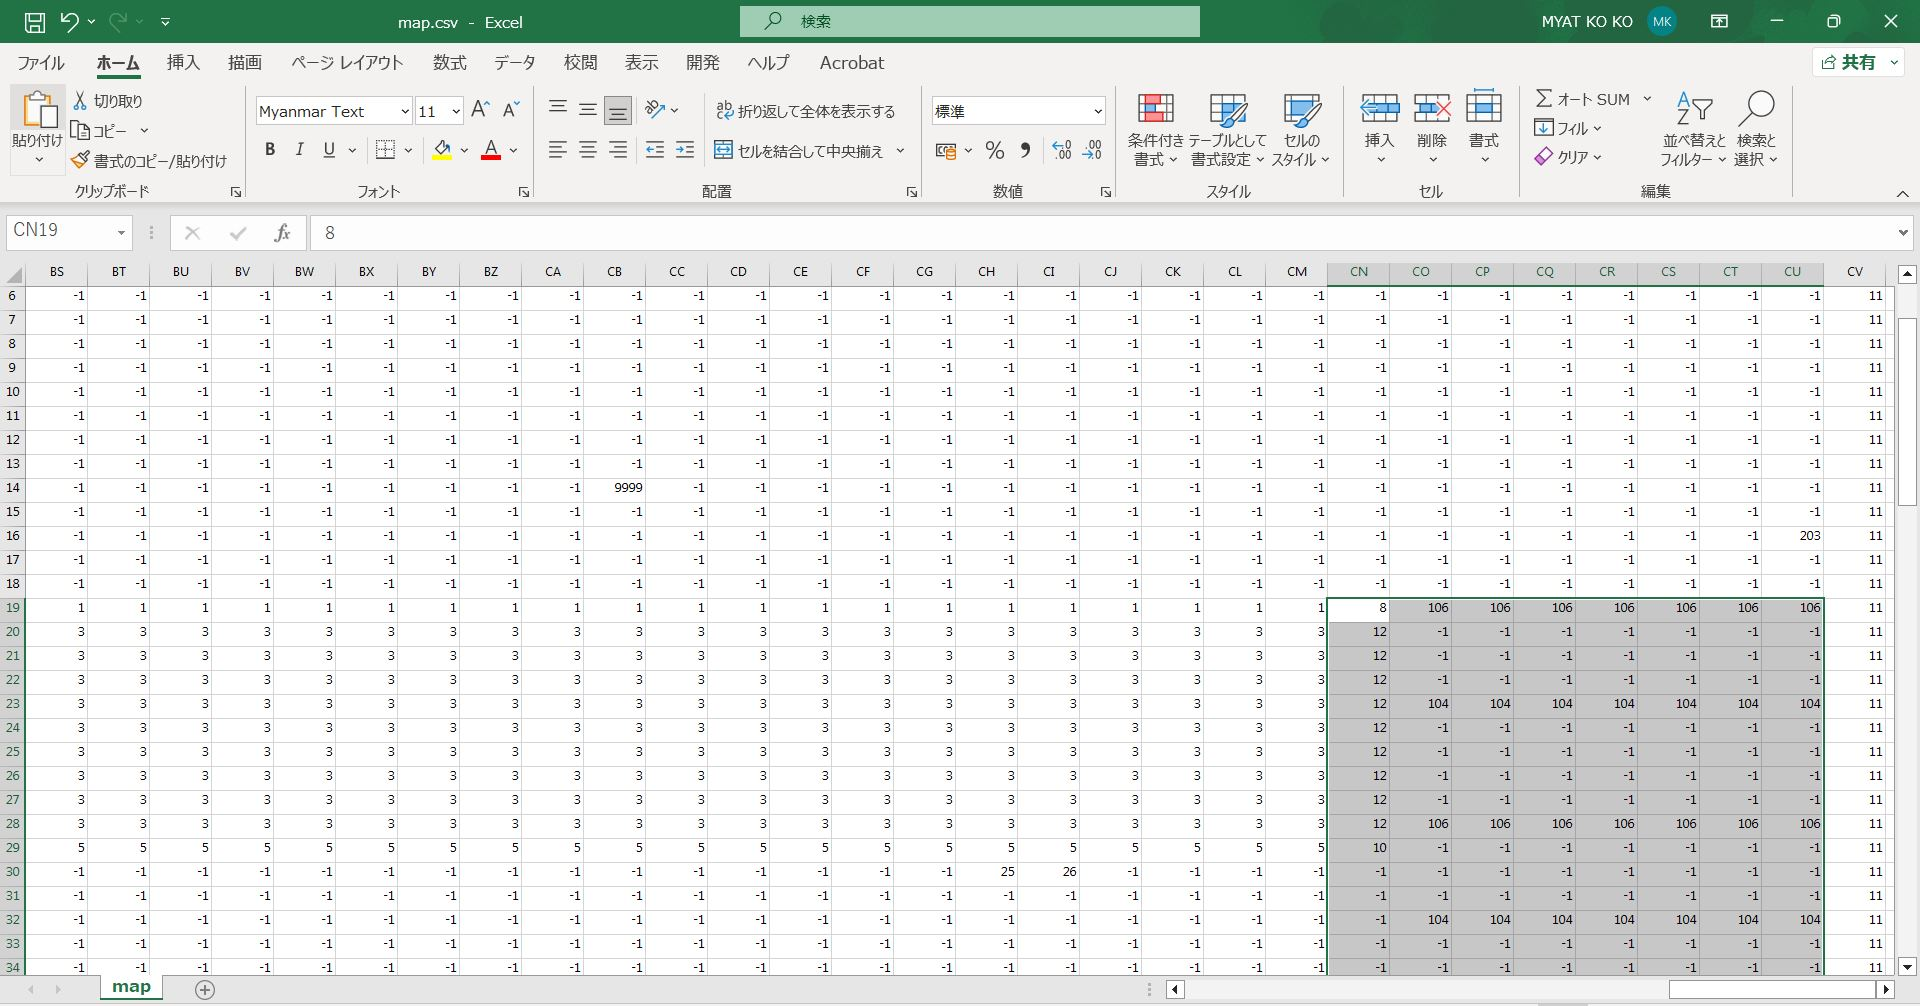 map.csv - Excel 検索 MYAT KO KO MK
ファイル ホーム 挿入 描画 ページ レイアウト 数式 データ 校閲 表示 開発 ヘルプ Acrobat 共有
貼り付け 切り取り コピー 書式のコピー/貼り付け クリップボード
Myanmar Text 11 B I U A フォント
折り返して全体を表示する セルを結合して中央揃え 配置
標準 % 数値
条件付き書式 テーブルとして書式設定 セルのスタイル スタイル
挿入 削除 書式 セル
オート SUM フィル クリア 並べ替えとフィルター 検索と選択 編集
CN19 fx 8
BS BT BU BV BW BX BY BZ CA CB CC CD CE CF CG CH CI CJ CK CL CM CN CO CP CQ CR CS CT CU CV
6 -1 -1 -1 -1 -1 -1 -1 -1 -1 -1 -1 -1 -1 -1 -1 -1 -1 -1 -1 -1 -1 -1 -1 -1 -1 -1 -1 -1 -1 11
7 -1 -1 -1 -1 -1 -1 -1 -1 -1 -1 -1 -1 -1 -1 -1 -1 -1 -1 -1 -1 -1 -1 -1 -1 -1 -1 -1 -1 -1 11
8 -1 -1 -1 -1 -1 -1 -1 -1 -1 -1 -1 -1 -1 -1 -1 -1 -1 -1 -1 -1 -1 -1 -1 -1 -1 -1 -1 -1 -1 11
9 -1 -1 -1 -1 -1 -1 -1 -1 -1 -1 -1 -1 -1 -1 -1 -1 -1 -1 -1 -1 -1 -1 -1 -1 -1 -1 -1 -1 -1 11
10 -1 -1 -1 -1 -1 -1 -1 -1 -1 -1 -1 -1 -1 -1 -1 -1 -1 -1 -1 -1 -1 -1 -1 -1 -1 -1 -1 -1 -1 11
11 -1 -1 -1 -1 -1 -1 -1 -1 -1 -1 -1 -1 -1 -1 -1 -1 -1 -1 -1 -1 -1 -1 -1 -1 -1 -1 -1 -1 -1 11
12 -1 -1 -1 -1 -1 -1 -1 -1 -1 -1 -1 -1 -1 -1 -1 -1 -1 -1 -1 -1 -1 -1 -1 -1 -1 -1 -1 -1 -1 11
13 -1 -1 -1 -1 -1 -1 -1 -1 -1 -1 -1 -1 -1 -1 -1 -1 -1 -1 -1 -1 -1 -1 -1 -1 -1 -1 -1 -1 -1 11
14 -1 -1 -1 -1 -1 -1 -1 -1 -1 9999 -1 -1 -1 -1 -1 -1 -1 -1 -1 -1 -1 -1 -1 -1 -1 -1 -1 -1 -1 11
15 -1 -1 -1 -1 -1 -1 -1 -1 -1 -1 -1 -1 -1 -1 -1 -1 -1 -1 -1 -1 -1 -1 -1 -1 -1 -1 -1 -1 -1 11
16 -1 -1 -1 -1 -1 -1 -1 -1 -1 -1 -1 -1 -1 -1 -1 -1 -1 -1 -1 -1 -1 -1 -1 -1 -1 -1 -1 -1 203 11
17 -1 -1 -1 -1 -1 -1 -1 -1 -1 -1 -1 -1 -1 -1 -1 -1 -1 -1 -1 -1 -1 -1 -1 -1 -1 -1 -1 -1 -1 11
18 -1 -1 -1 -1 -1 -1 -1 -1 -1 -1 -1 -1 -1 -1 -1 -1 -1 -1 -1 -1 -1 -1 -1 -1 -1 -1 -1 -1 -1 11
19 1 1 1 1 1 1 1 1 1 1 1 1 1 1 1 1 1 1 1 1 1 8 106 106 106 106 106 106 106 11
20 3 3 3 3 3 3 3 3 3 3 3 3 3 3 3 3 3 3 3 3 3 12 -1 -1 -1 -1 -1 -1 -1 11
21 3 3 3 3 3 3 3 3 3 3 3 3 3 3 3 3 3 3 3 3 3 12 -1 -1 -1 -1 -1 -1 -1 11
22 3 3 3 3 3 3 3 3 3 3 3 3 3 3 3 3 3 3 3 3 3 12 -1 -1 -1 -1 -1 -1 -1 11
23 3 3 3 3 3 3 3 3 3 3 3 3 3 3 3 3 3 3 3 3 3 12 104 104 104 104 104 104 104 11
24 3 3 3 3 3 3 3 3 3 3 3 3 3 3 3 3 3 3 3 3 3 12 -1 -1 -1 -1 -1 -1 -1 11
25 3 3 3 3 3 3 3 3 3 3 3 3 3 3 3 3 3 3 3 3 3 12 -1 -1 -1 -1 -1 -1 -1 11
26 3 3 3 3 3 3 3 3 3 3 3 3 3 3 3 3 3 3 3 3 3 12 -1 -1 -1 -1 -1 -1 -1 11
27 3 3 3 3 3 3 3 3 3 3 3 3 3 3 3 3 3 3 3 3 3 12 -1 -1 -1 -1 -1 -1 -1 11
28 3 3 3 3 3 3 3 3 3 3 3 3 3 3 3 3 3 3 3 3 3 12 106 106 106 106 106 106 106 11
29 5 5 5 5 5 5 5 5 5 5 5 5 5 5 5 5 5 5 5 5 5 10 -1 -1 -1 -1 -1 -1 -1 11
30 -1 -1 -1 -1 -1 -1 -1 -1 -1 -1 -1 -1 -1 -1 -1 25 26 -1 -1 -1 -1 -1 -1 -1 -1 -1 -1 -1 -1 11
31 -1 -1 -1 -1 -1 -1 -1 -1 -1 -1 -1 -1 -1 -1 -1 -1 -1 -1 -1 -1 -1 -1 -1 -1 -1 -1 -1 -1 -1 11
32 -1 -1 -1 -1 -1 -1 -1 -1 -1 -1 -1 -1 -1 -1 -1 -1 -1 -1 -1 -1 -1 -1 104 104 104 104 104 104 104 11
33 -1 -1 -1 -1 -1 -1 -1 -1 -1 -1 -1 -1 -1 -1 -1 -1 -1 -1 -1 -1 -1 -1 -1 -1 -1 -1 -1 -1 -1 11
34 -1 -1 -1 -1 -1 -1 -1 -1 -1 -1 -1 -1 -1 -1 -1 -1 -1 -1 -1 -1 -1 -1 -1 -1 -1 -1 -1 -1 -1 11
map